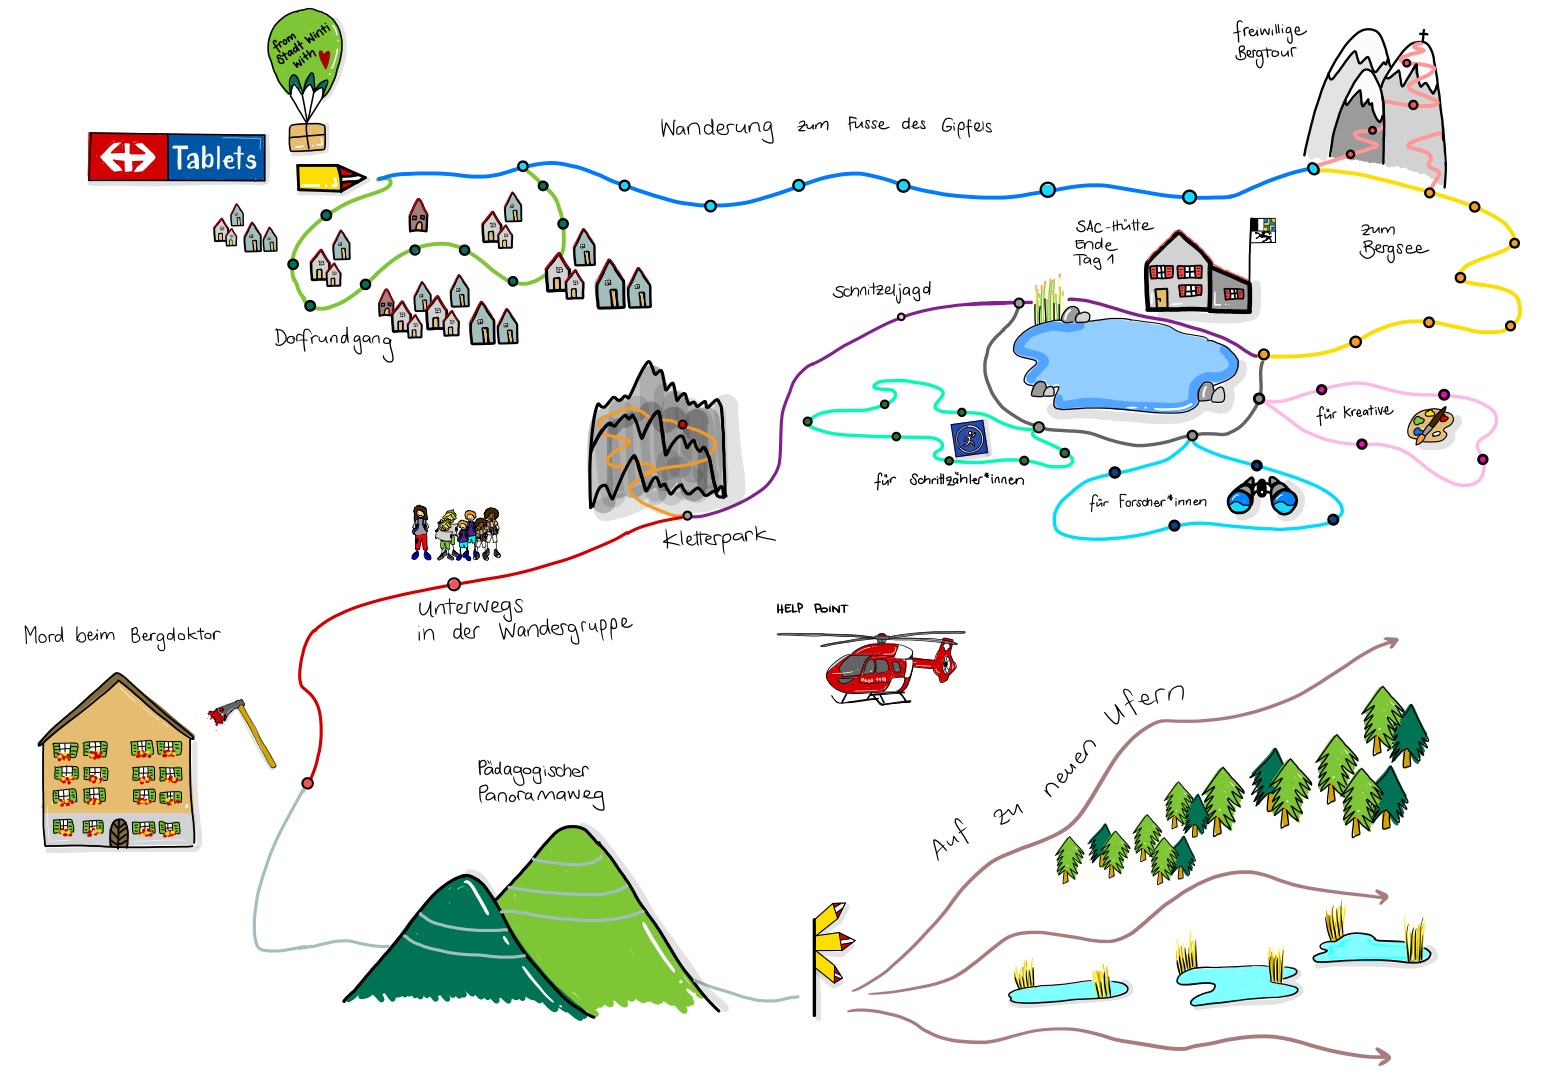 from
Stadt Winti
with
Tablets
Wanderung zum Fusse des Gipfels
freiwillige
Bergtour
Dorfrundgang
SAC-Hütte
Ende
Tag 1
zum
Bergsee
Schnitzeljagd
für Kreative
für Schrittzähler*innen
für Forscher*innen
Kletterpark
Unterwegs
in der Wandergruppe
HELP POINT
Mord beim Bergdoktor
Pädagogischer
Panoramaweg
Auf zu neuen Ufern